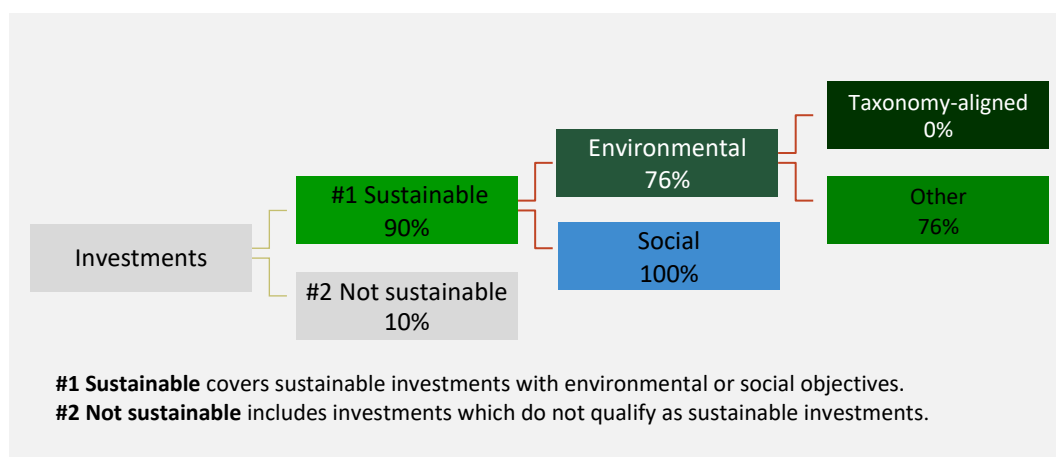 Investments
#1 Sustainable
90%
#2 Not sustainable
10%
Environmental
76%
Social
100%
Taxonomy-aligned
0%
Other
76%
#1 Sustainable covers sustainable investments with environmental or social objectives.
#2 Not sustainable includes investments which do not qualify as sustainable investments.